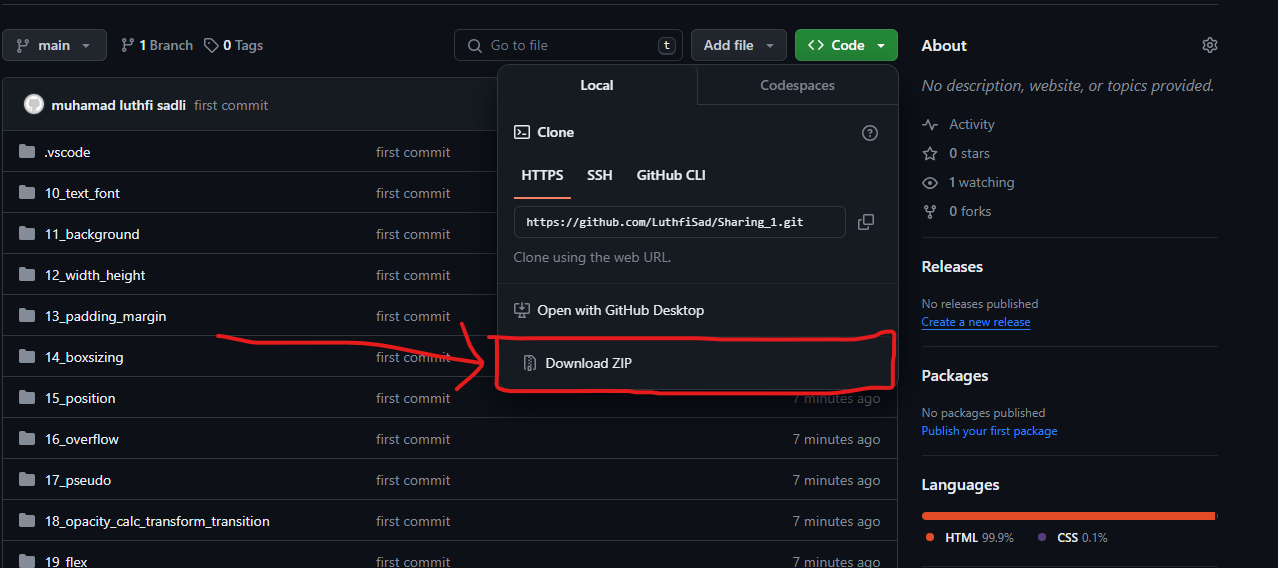 main
1 Branch
0 Tags
Go to file
t
Add file
Code
muhamad luthfi sadli first commit
.vscode first commit
10_text_font first commit
11_background first commit
12_width_height first commit
13_padding_margin first commit
14_boxsizing first commit
15_position first commit 7 minutes ago
16_overflow first commit 7 minutes ago
17_pseudo first commit 7 minutes ago
18_opacity_calc_transform_transition first commit 7 minutes ago
19_flex first commit 7 minutes ago
Local
Codespaces
Clone
HTTPS SSH GitHub CLI
https://github.com/LuthfiSad/Sharing_1.git
Clone using the web URL.
Open with GitHub Desktop
Download ZIP
About
No description, website, or topics provided.
Activity
0 stars
1 watching
0 forks
Releases
No releases published
Create a new release
Packages
No packages published
Publish your first package
Languages
HTML 99.9% CSS 0.1%